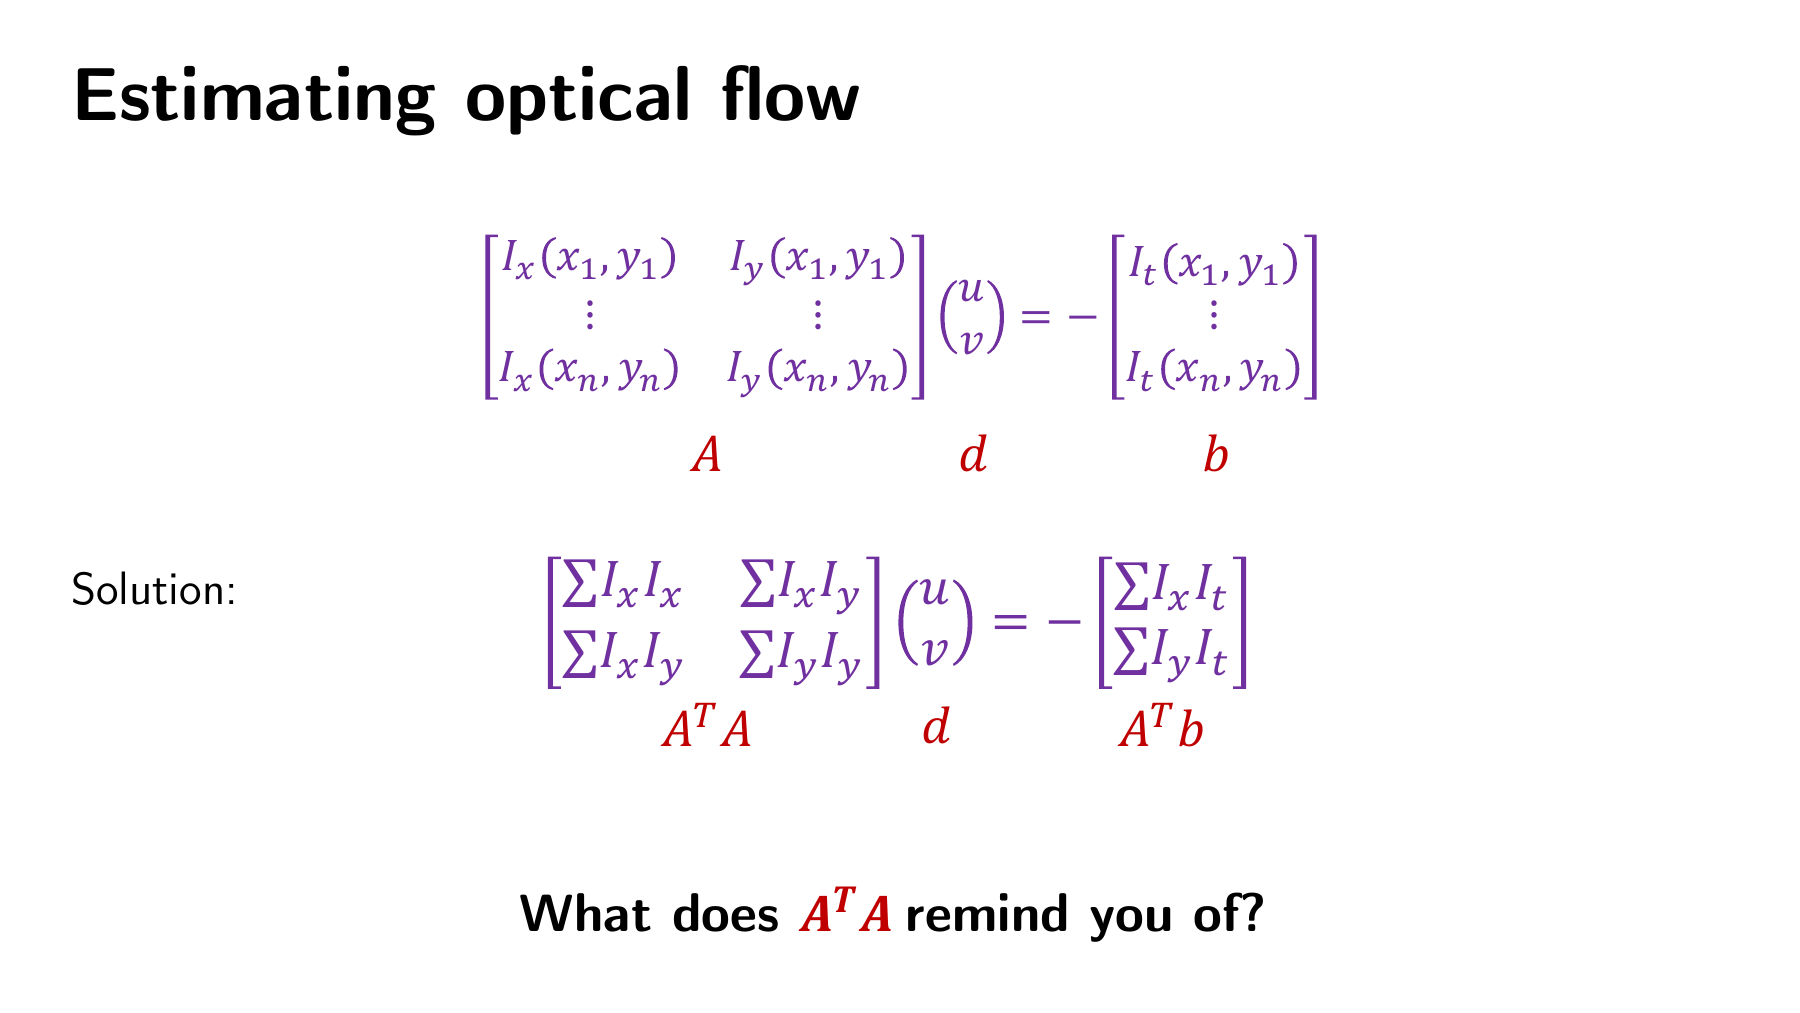 Estimating optical flow
[I_x(x_1, y_1) I_y(x_1, y_1)
⋮ ⋮
I_x(x_n, y_n) I_y(x_n, y_n)] (u
v) = − [I_t(x_1, y_1)
⋮
I_t(x_n, y_n)]
A d b
Solution:
[∑I_xI_x ∑I_xI_y
∑I_xI_y ∑I_yI_y] (u
v) = − [∑I_xI_t
∑I_yI_t]
A^T A d A^T b
What does A^T A remind you of?